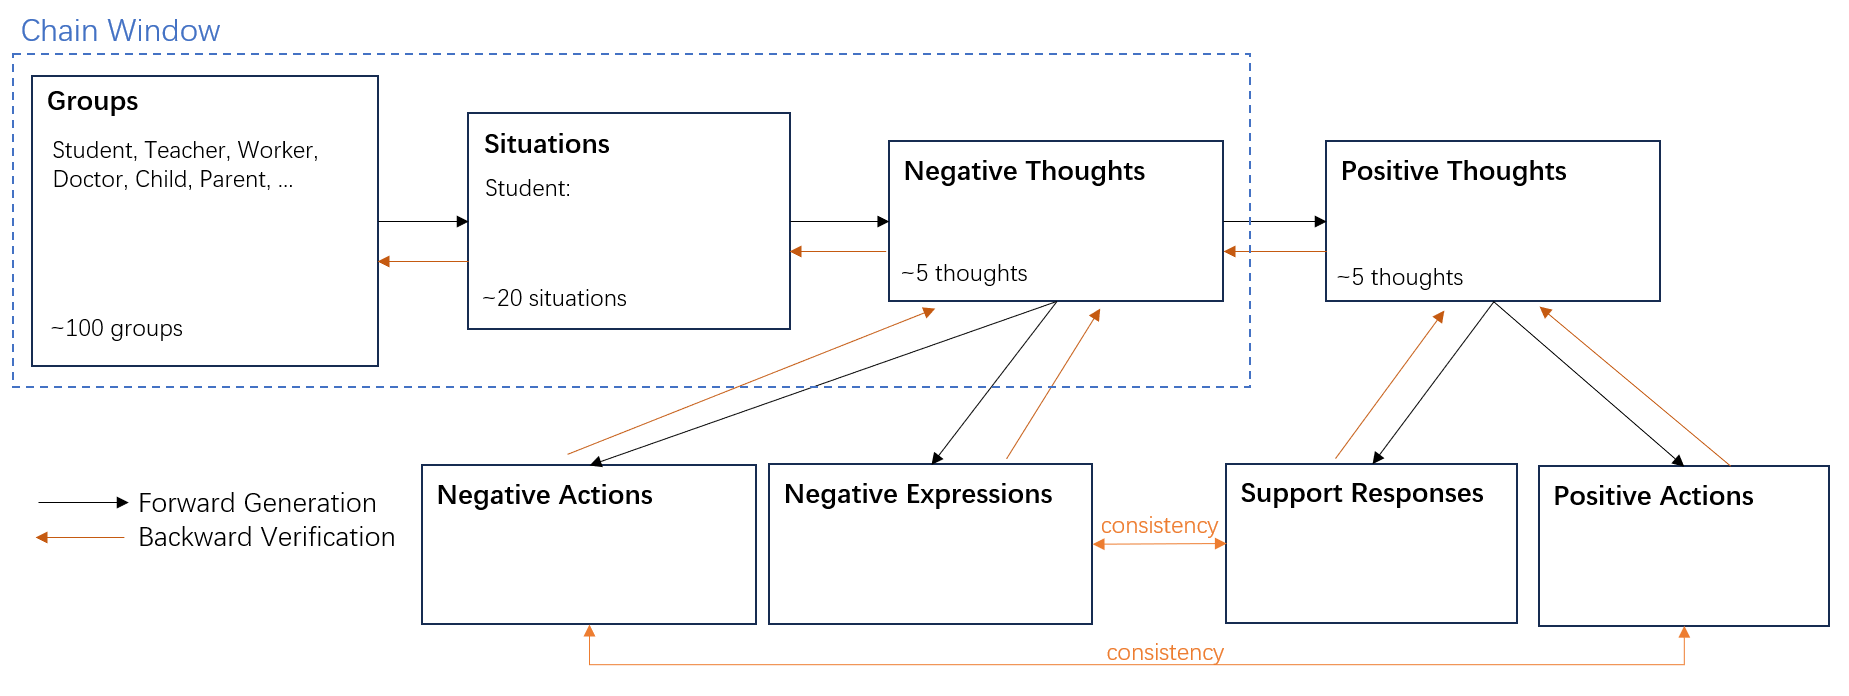 Chain Window
Groups
Student, Teacher, Worker,
Doctor, Child, Parent, ...
~100 groups
Situations
Student:
~20 situations
Negative Thoughts
~5 thoughts
Positive Thoughts
~5 thoughts
Forward Generation
Backward Verification
Negative Actions
Negative Expressions
consistency
Support Responses
Positive Actions
consistency